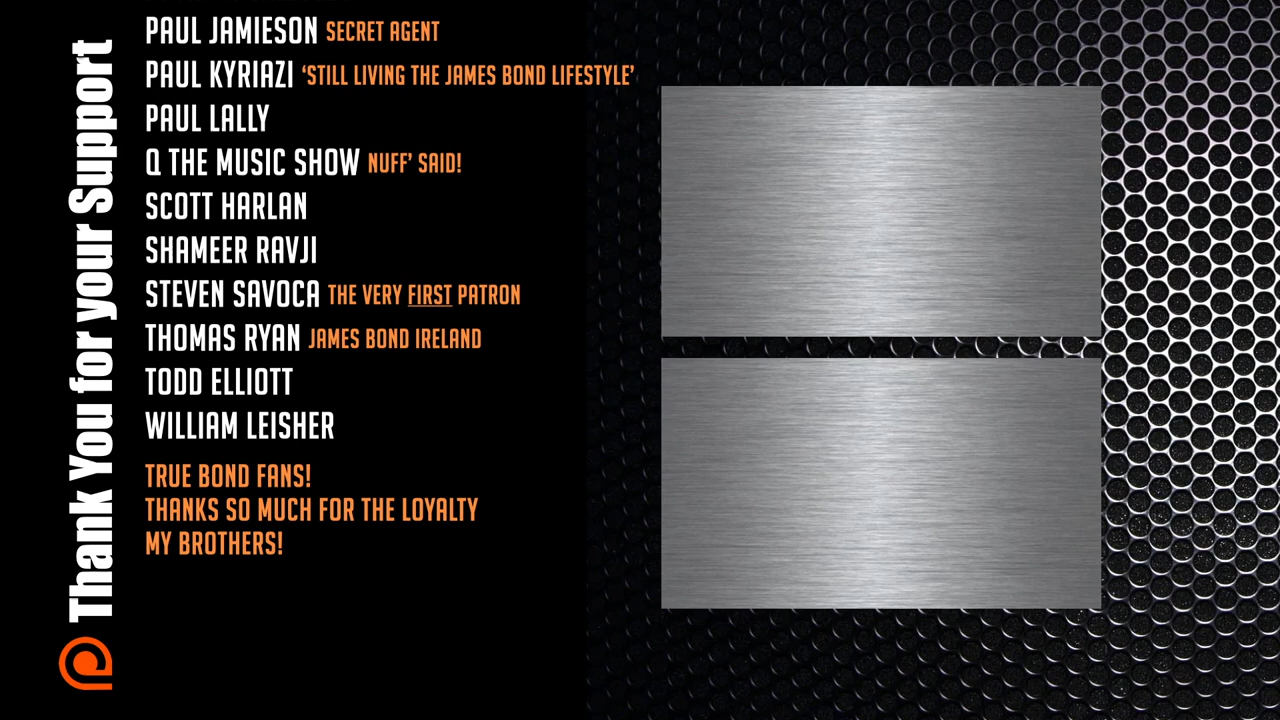 Thank You for your Support
PAUL JAMIESON SECRET AGENT
PAUL KYRIAZI ‘STILL LIVING THE JAMES BOND LIFESTYLE’
PAUL LALLY
Q THE MUSIC SHOW NUFF’ SAID!
SCOTT HARLAN
SHAMEER RAVJI
STEVEN SAVOCA THE VERY FIRST PATRON
THOMAS RYAN JAMES BOND IRELAND
TODD ELLIOTT
WILLIAM LEISHER
TRUE BOND FANS!
THANKS SO MUCH FOR THE LOYALTY
MY BROTHERS!